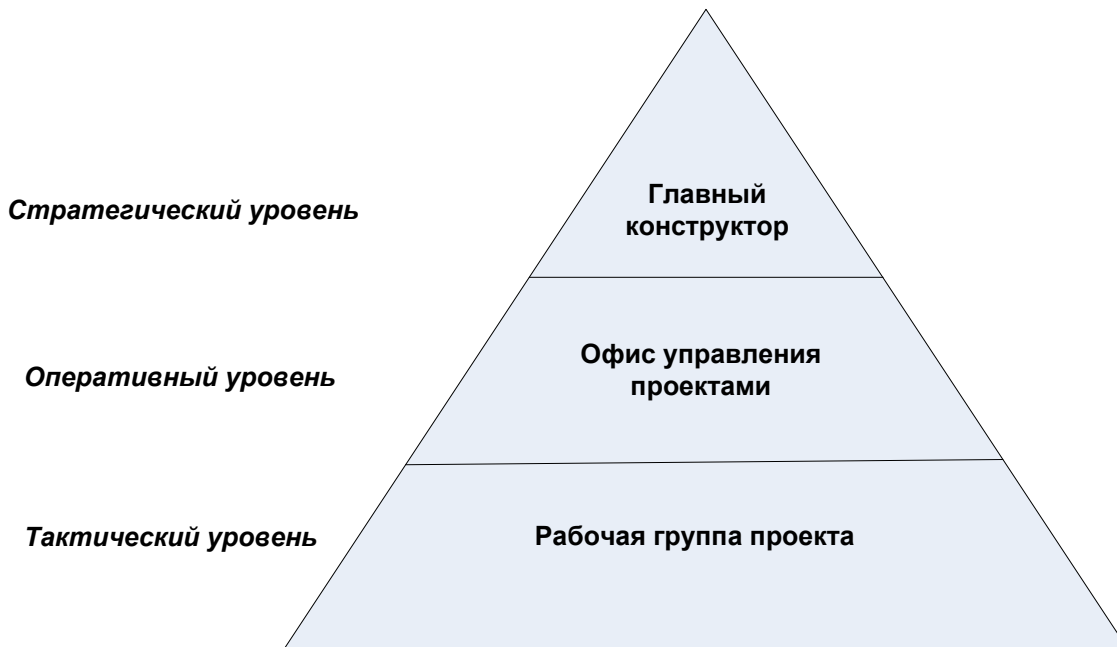 Стратегический уровень
Главный
конструктор
Оперативный уровень
Офис управления
проектами
Тактический уровень
Рабочая группа проекта